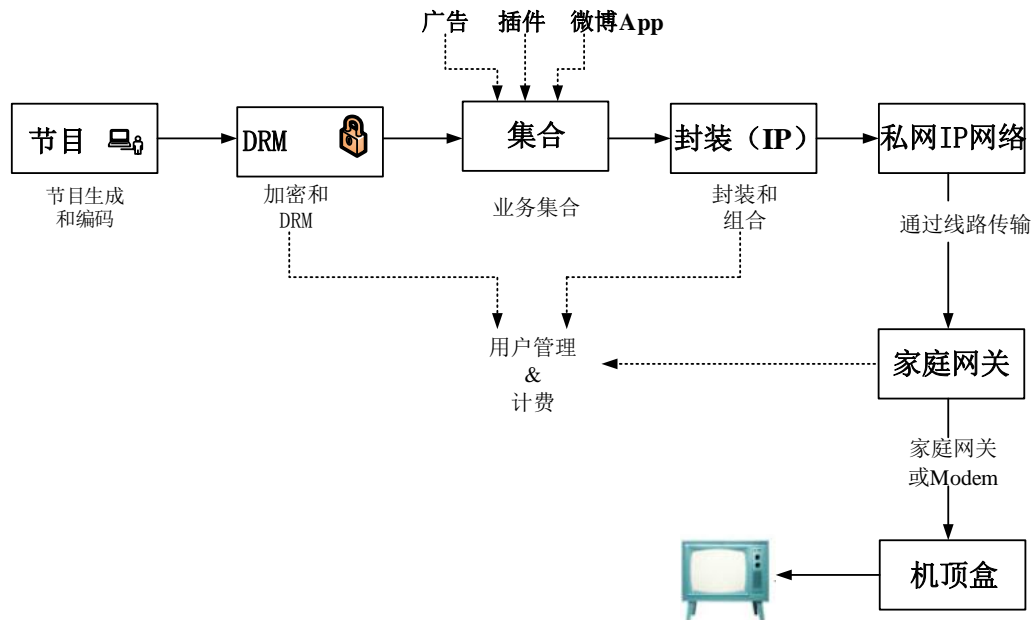 广告 插件 微博App
节目
DRM
集合
封装（IP）
私网IP网络
节目生成
和编码
加密和
DRM
业务集合
封装和
组合
通过线路传输
用户管理
&
计费
家庭网关
家庭网关
或Modem
机顶盒